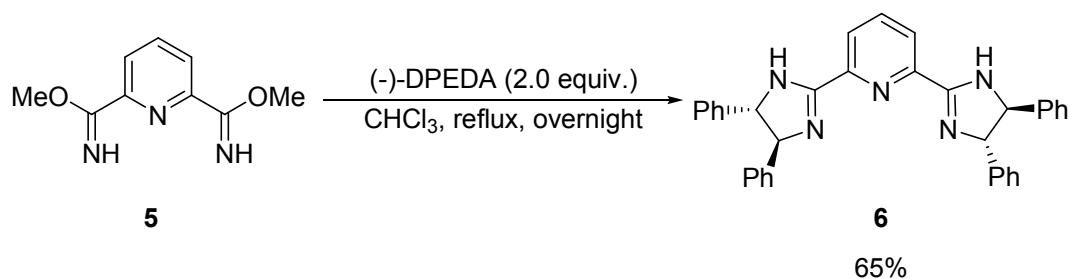 MeO
N
OMe
NH
NH
5
(-)-DPEDA (2.0 equiv.)
CHCl₃, reflux, overnight
H
N
N
H
N
Ph
N
N
N
Ph
Ph
Ph
6
65%